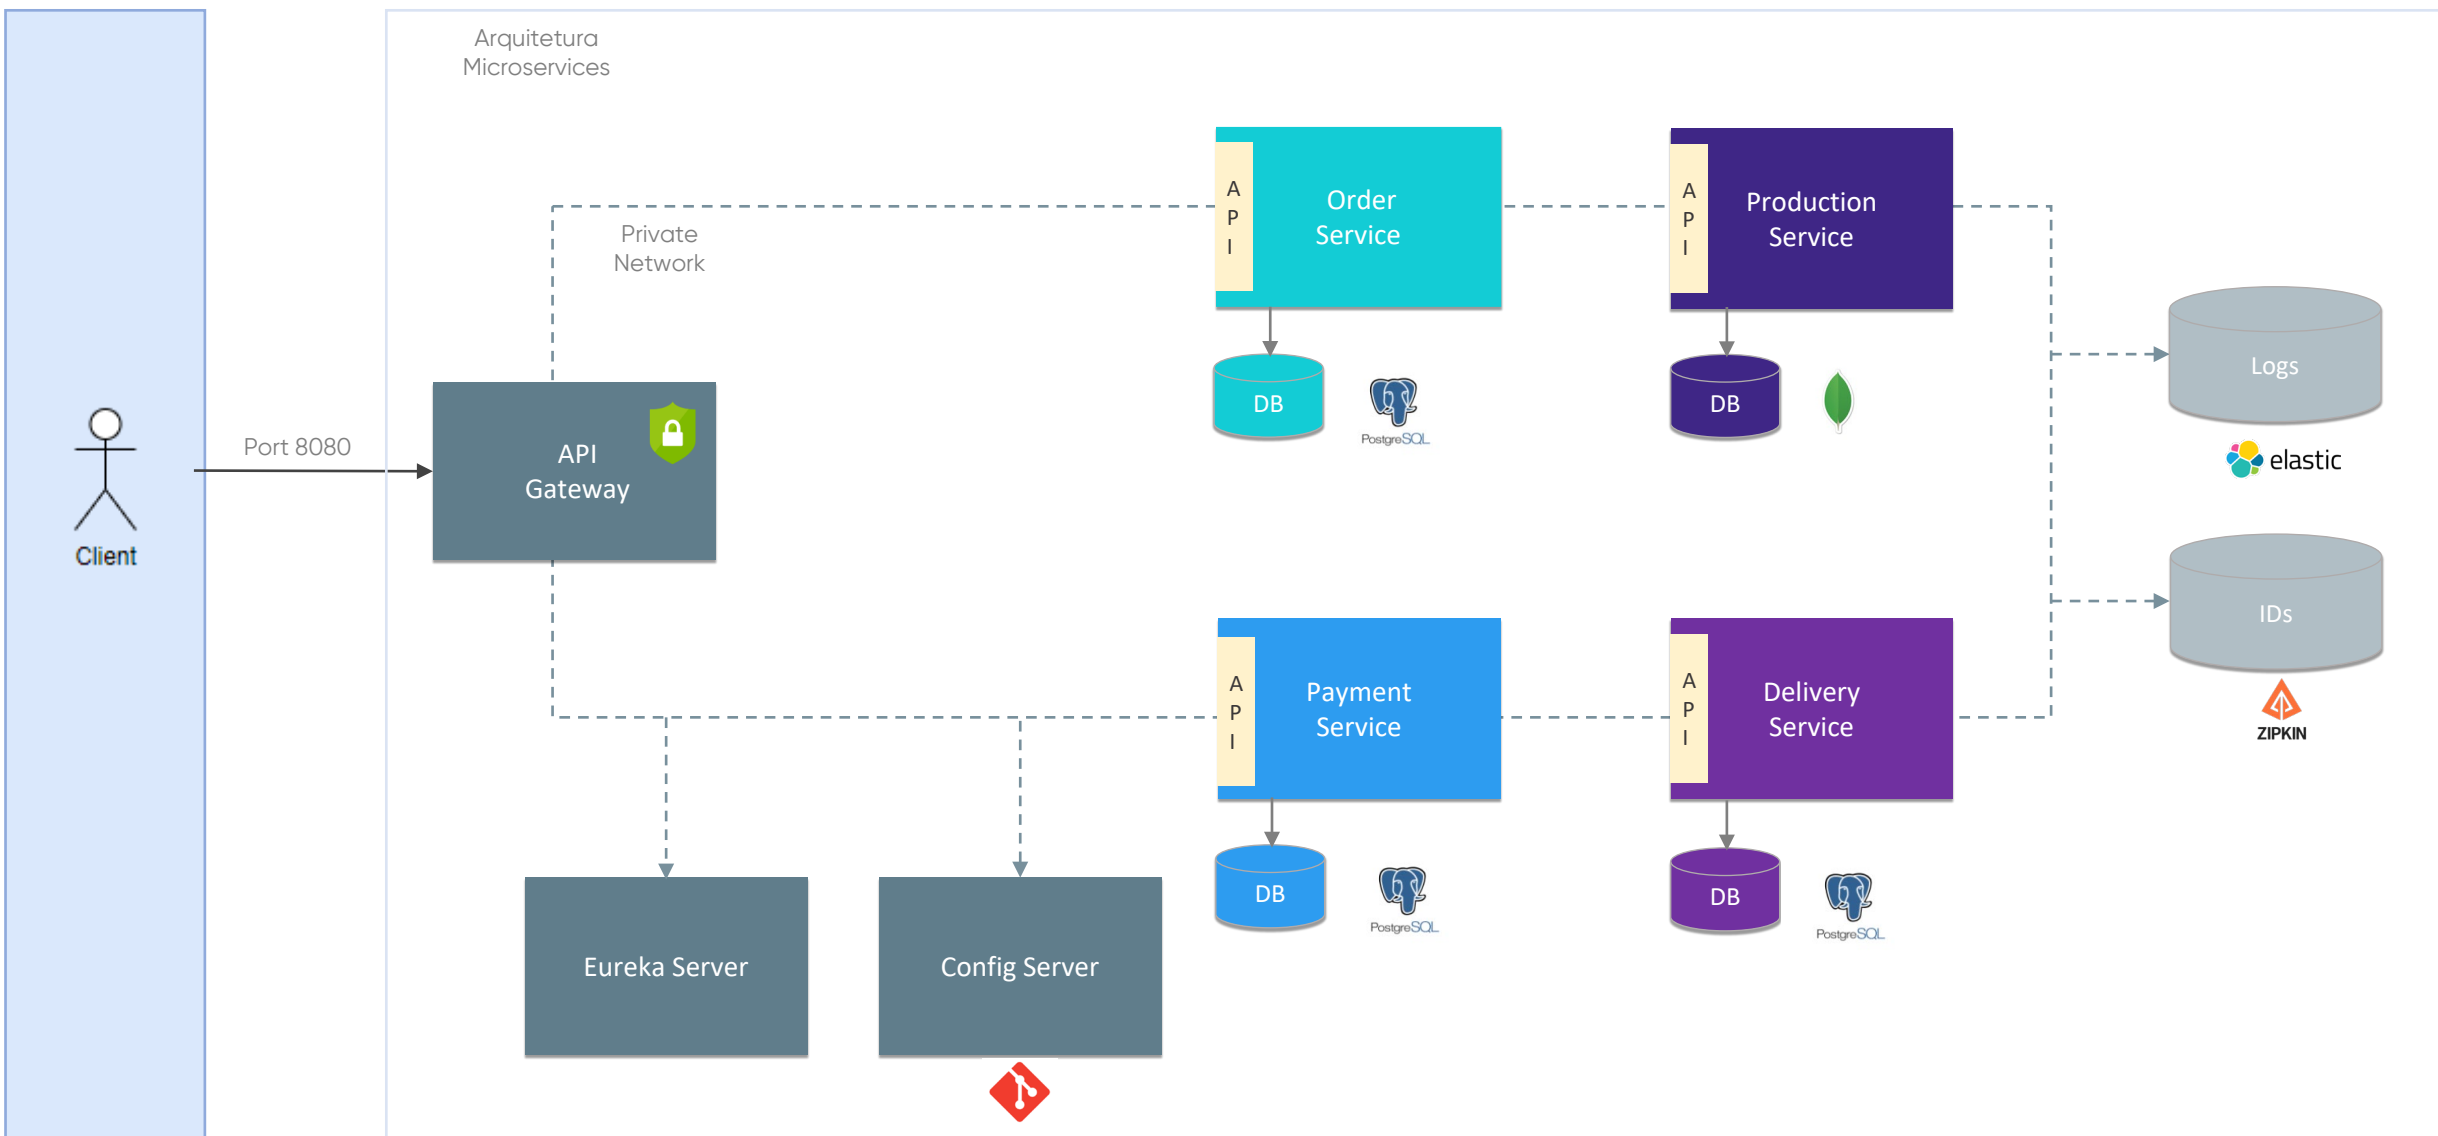 Arquitetura
Microservices
Client
Port 8080
API
Gateway
Private
Network
A
P
I
Order
Service
DB
PostgreSQL
A
P
I
Production
Service
DB
Logs
elastic
IDs
ZIPKIN
A
P
I
Payment
Service
DB
PostgreSQL
A
P
I
Delivery
Service
DB
PostgreSQL
Eureka Server
Config Server